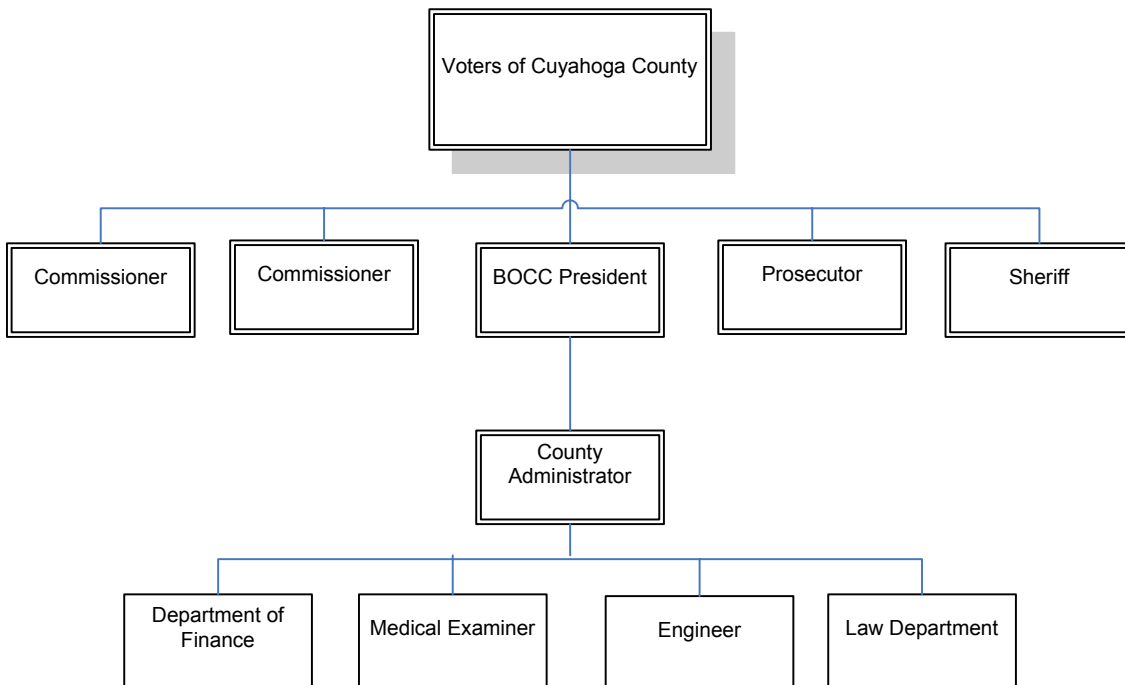 Voters of Cuyahoga County
Commissioner
Commissioner
BOCC President
Prosecutor
Sheriff
County
Administrator
Department of
Finance
Medical Examiner
Engineer
Law Department